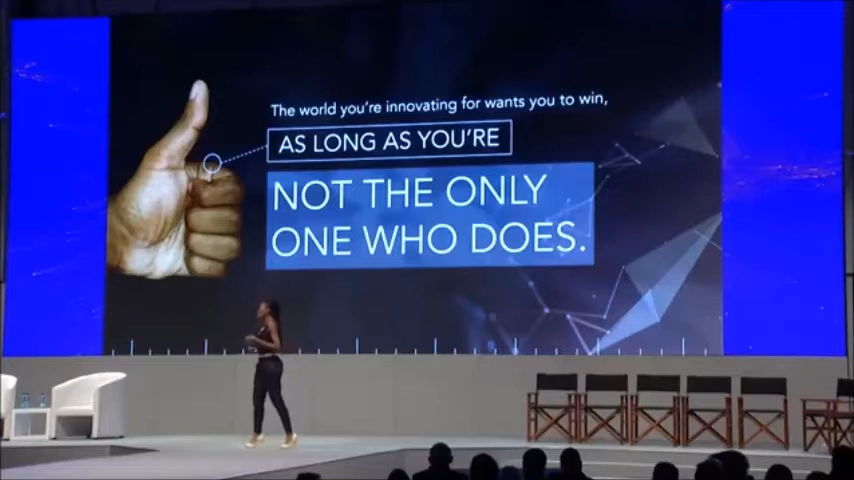 The world you're innovating for wants you to win,
AS LONG AS YOU'RE
NOT THE ONLY
ONE WHO DOES.